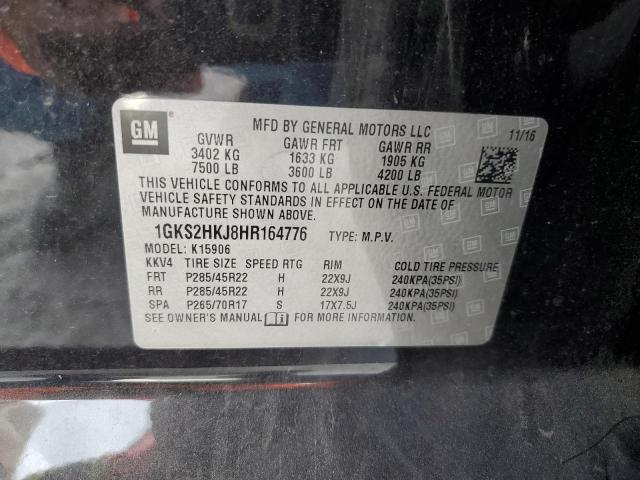 GM
MFD BY GENERAL MOTORS LLC 11/16
GVWR GAWR FRT GAWR RR
3402 KG 1633 KG 1905 KG
7500 LB 3600 LB 4200 LB
THIS VEHICLE CONFORMS TO ALL APPLICABLE U.S. FEDERAL MOTOR
VEHICLE SAFETY STANDARDS IN EFFECT ON THE DATE OF
MANUFACTURE SHOWN ABOVE.
1GKS2HKJ8HR164776 TYPE: M.P.V.
MODEL: K15906
KKV4 TIRE SIZE SPEED RTG RIM COLD TIRE PRESSURE
FRT P285/45R22 H 22X9J 240KPA(35PSI)
RR P285/45R22 H 22X9J 240KPA(35PSI)
SPA P265/70R17 S 17X7.5J 240KPA(35PSI)
SEE OWNER'S MANUAL FOR MORE INFORMATION.